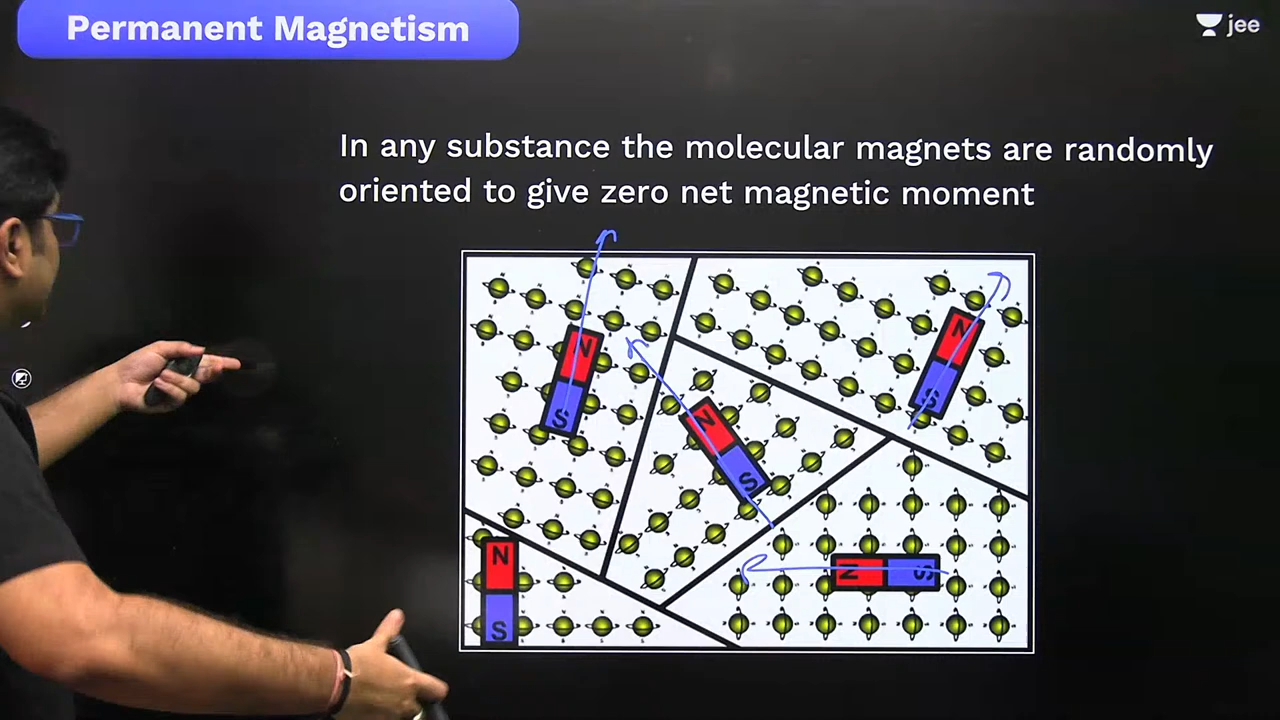 Permanent Magnetism
jee
In any substance the molecular magnets are randomly
oriented to give zero net magnetic moment
N
S
N
S
N
S
N
S
N S